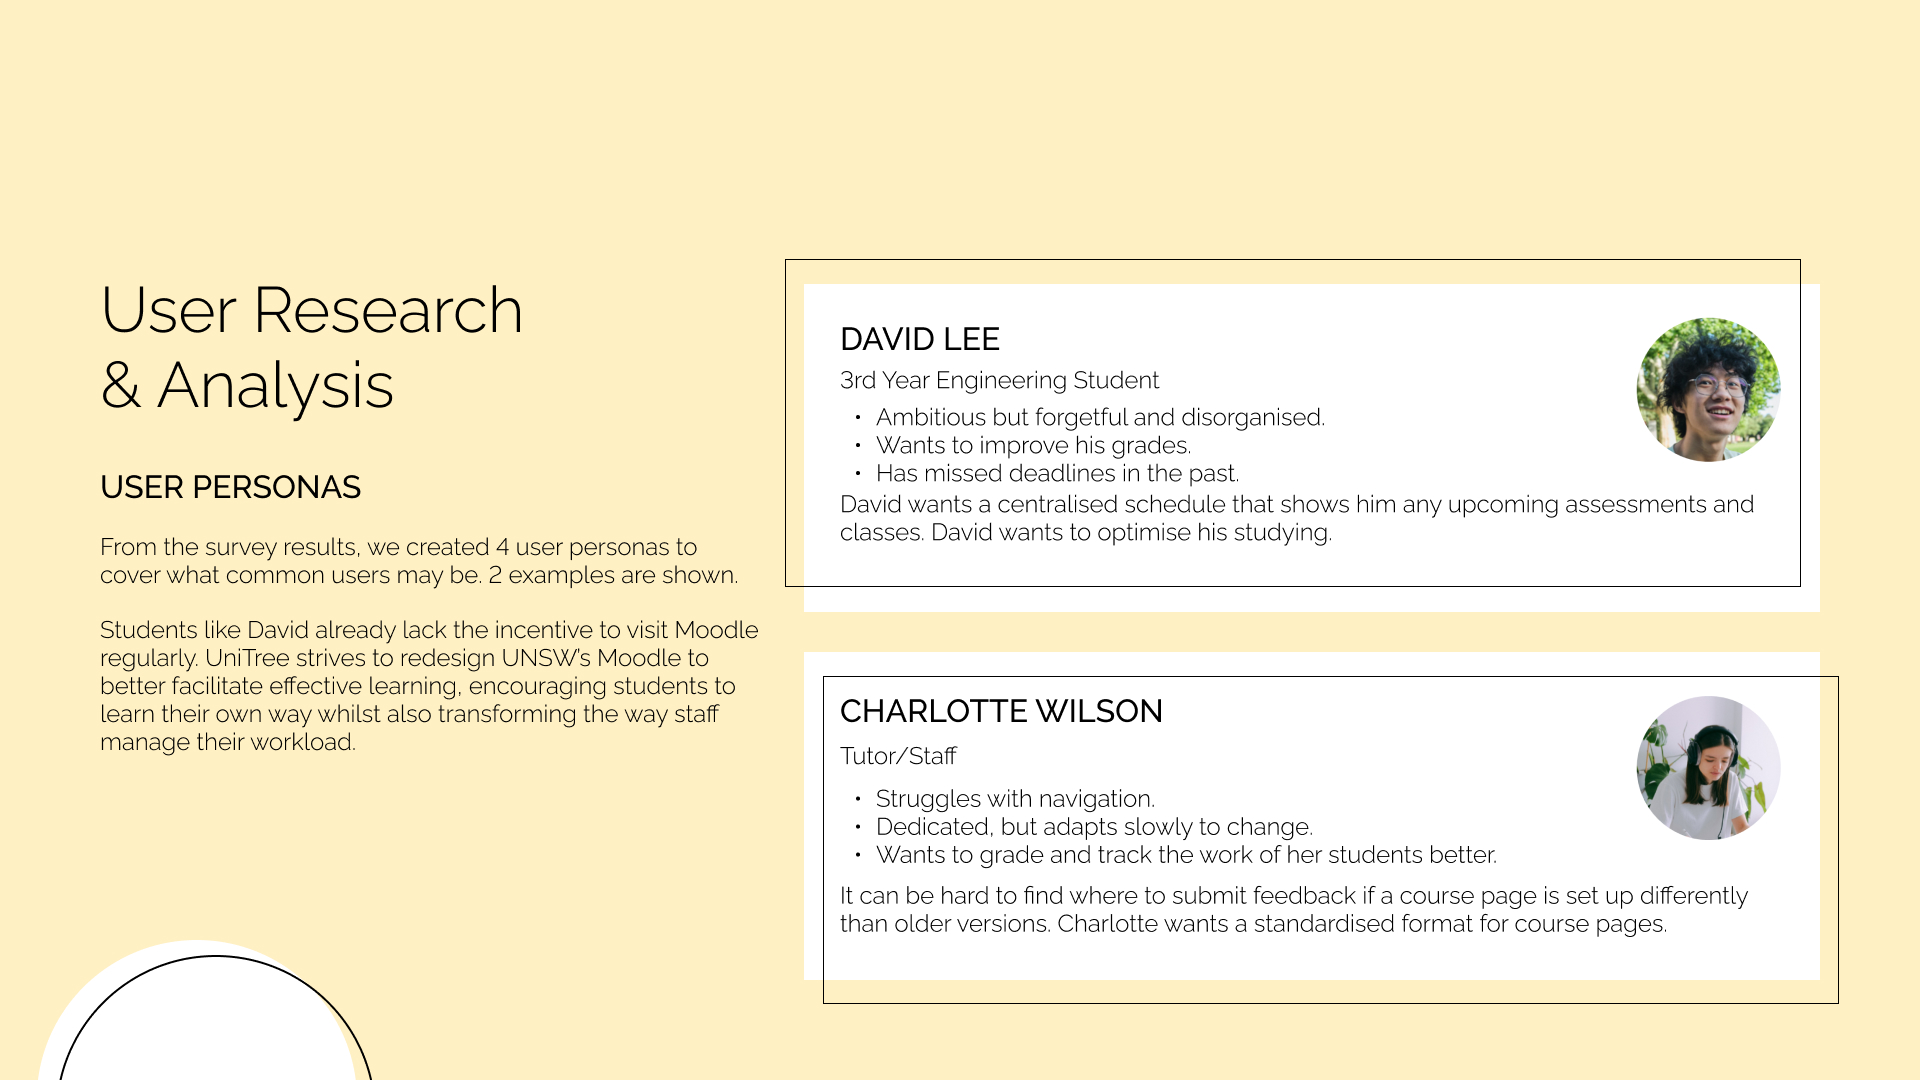 User Research
& Analysis
USER PERSONAS
From the survey results, we created 4 user personas to
cover what common users may be. 2 examples are shown.
Students like David already lack the incentive to visit Moodle
regularly. UniTree strives to redesign UNSW's Moodle to
better facilitate effective learning, encouraging students to
learn their own way whilst also transforming the way staff
manage their workload.
DAVID LEE
3rd Year Engineering Student
• Ambitious but forgetful and disorganised.
• Wants to improve his grades.
• Has missed deadlines in the past.
David wants a centralised schedule that shows him any upcoming assessments and
classes. David wants to optimise his studying.
CHARLOTTE WILSON
Tutor/Staff
• Struggles with navigation.
• Dedicated, but adapts slowly to change.
• Wants to grade and track the work of her students better.
It can be hard to find where to submit feedback if a course page is set up differently
than older versions. Charlotte wants a standardised format for course pages.